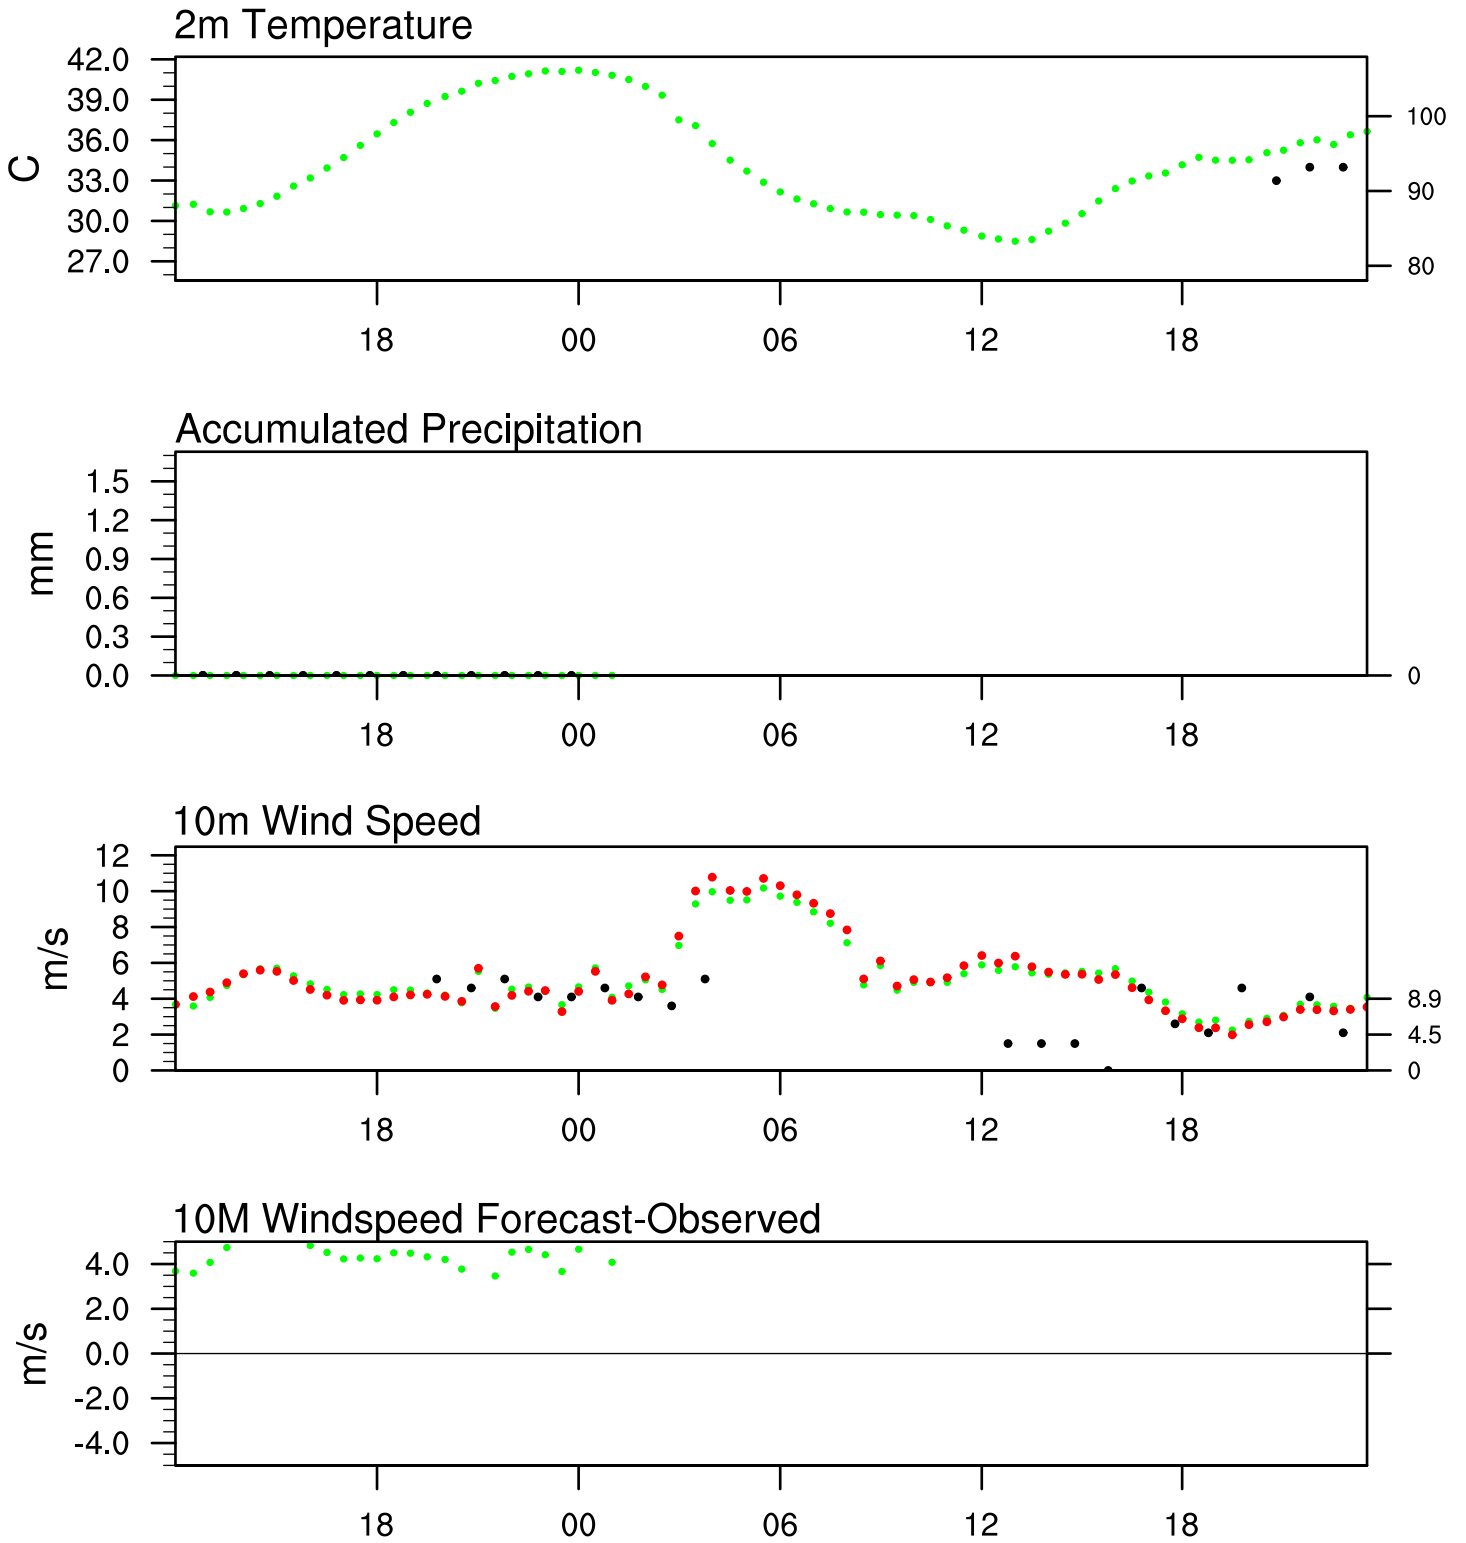 2m Temperature
42.0
39.0
36.0
33.0
30.0
27.0
C
100
90
80
18 00 06 12 18
Accumulated Precipitation
1.5
1.2
0.9
0.6
0.3
0.0
mm
0
18 00 06 12 18
10m Wind Speed
12
10
8
6
4
2
0
m/s
8.9
4.5
0
18 00 06 12 18
10M Windspeed Forecast-Observed
4.0
2.0
0.0
-2.0
-4.0
m/s
18 00 06 12 18